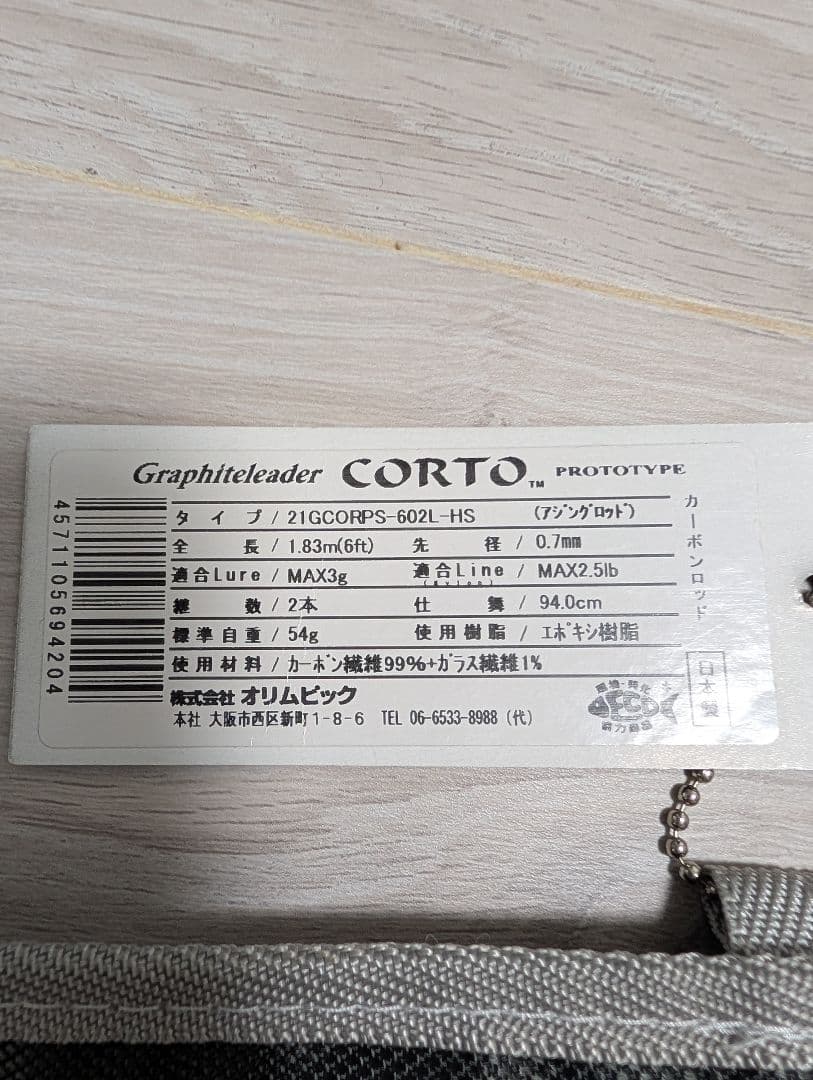 Graphiteleader CORTO™ PROTOTYPE
タイプ / 21GCORPS-602L-HS (アジングロッド)
全長 / 1.83m(6ft) 先径 / 0.7mm
適合Lure / MAX3g 適合Line / MAX2.5lb
(Nylon)
継数 / 2本 仕舞 / 94.0cm
標準自重 / 54g 使用樹脂 / エポキシ樹脂
使用材料 / カーボン繊維99%+ガラス繊維1%
株式会社 オリムピック
本社 大阪市西区新町1-8-6 TEL 06-6533-8988 (代)
カーボンロッド
日本製
4571105694204